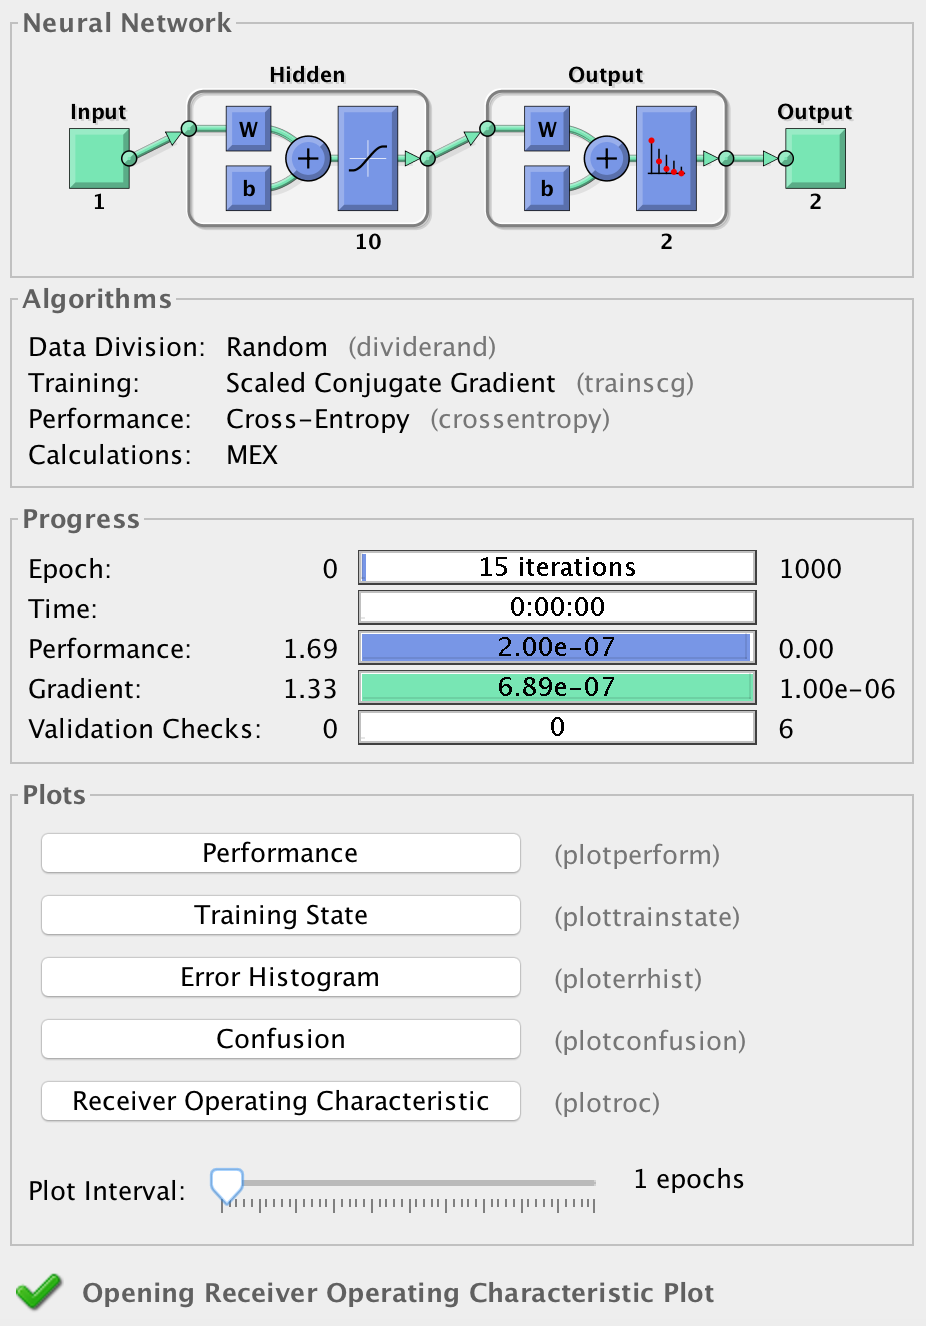 Neural Network
Hidden
Output
Input
Output
W
W
b
b
1
2
10
2
Algorithms
Data Division: Random (dividerand)
Training: Scaled Conjugate Gradient (trainscg)
Performance: Cross-Entropy (crossentropy)
Calculations: MEX
Progress
Epoch: 0 15 iterations 1000
Time: 0:00:00
Performance: 1.69 2.00e-07 0.00
Gradient: 1.33 6.89e-07 1.00e-06
Validation Checks: 0 0 6
Plots
Performance (plotperform)
Training State (plottrainstate)
Error Histogram (ploterrhist)
Confusion (plotconfusion)
Receiver Operating Characteristic (plotroc)
Plot Interval: 1 epochs
Opening Receiver Operating Characteristic Plot